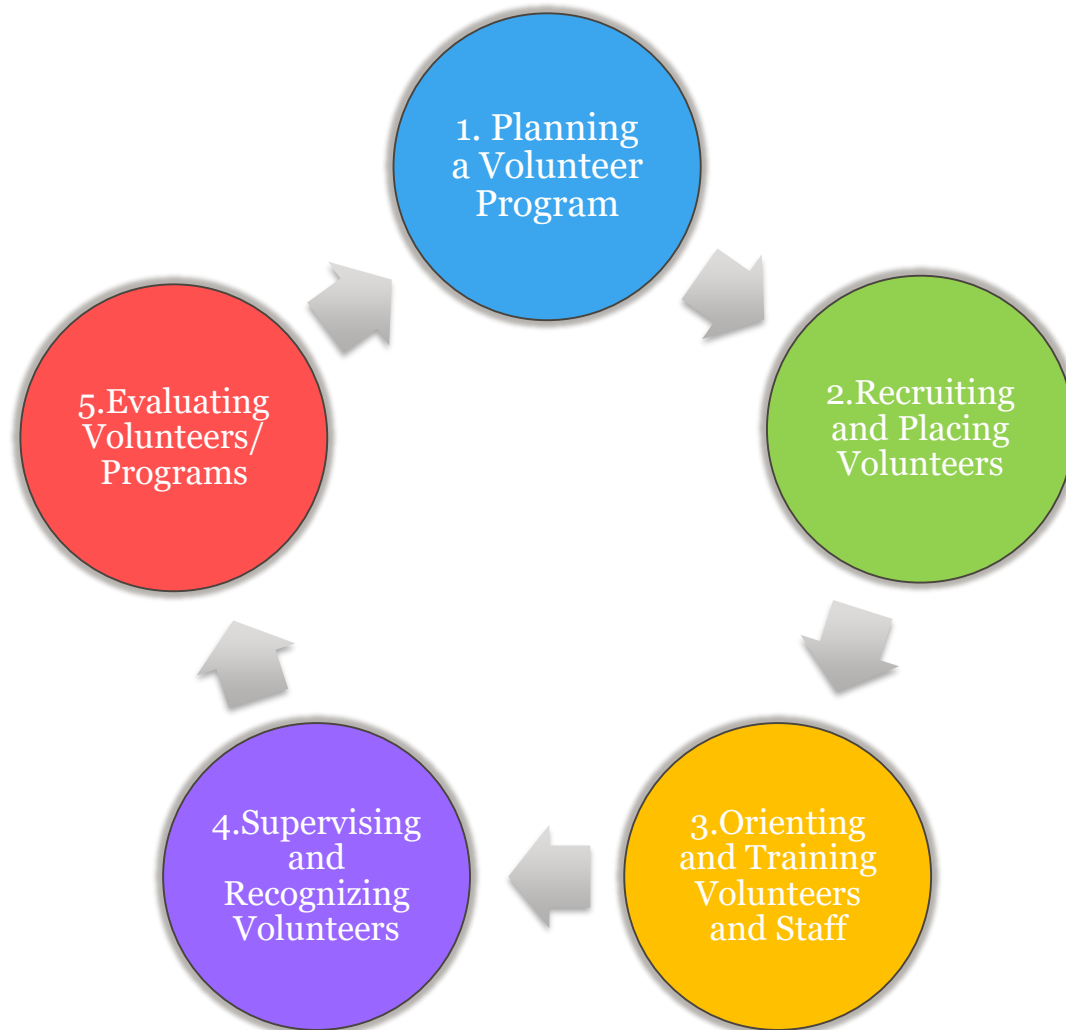 1. Planning
a Volunteer
Program
2.Recruiting
and Placing
Volunteers
3.Orienting
and Training
Volunteers
and Staff
4.Supervising
and
Recognizing
Volunteers
5.Evaluating
Volunteers/
Programs